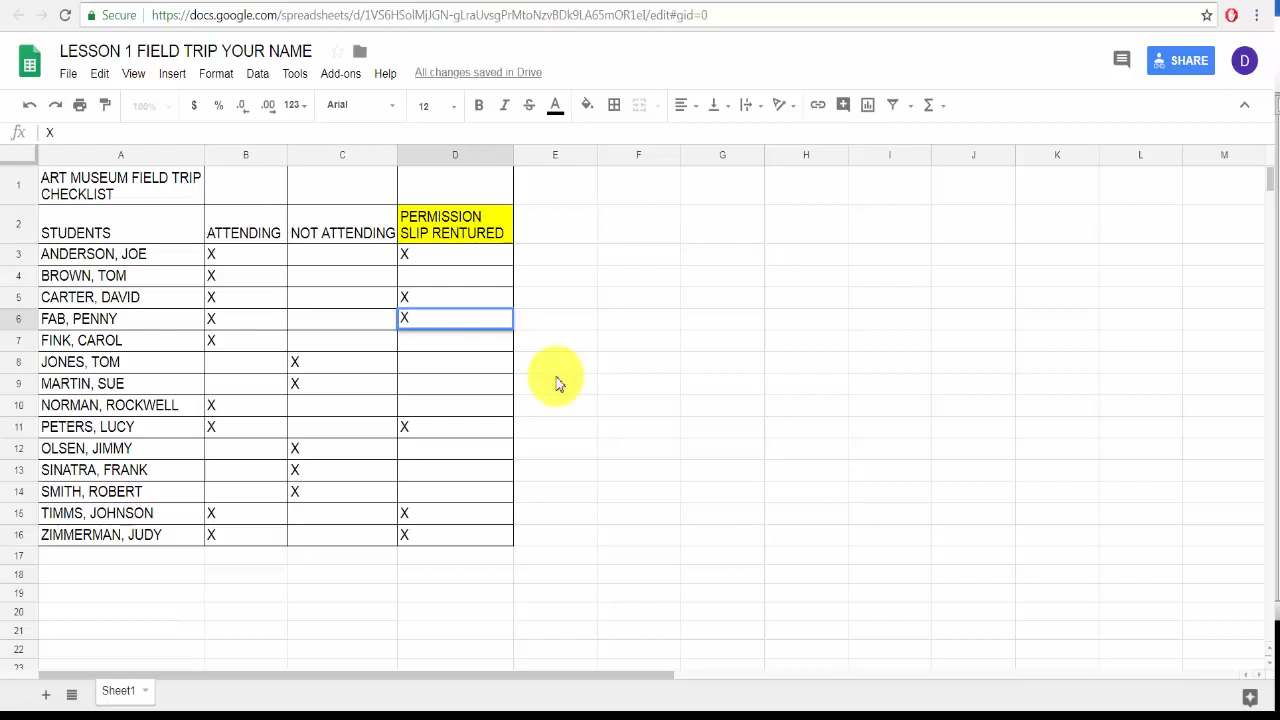 Secure https://docs.google.com/spreadsheets/d/1VS6HSolMjJGN-gLraUvsgPrMtoNzvBDk9LA65mOR1eI/edit#gid=0
LESSON 1 FIELD TRIP YOUR NAME
File Edit View Insert Format Data Tools Add-ons Help All changes saved in Drive
SHARE D
100% $ % .0 .00 123 Arial 12 B I S A
fx X
A B C D E F G H I J K L M
1 ART MUSEUM FIELD TRIP
CHECKLIST
2 STUDENTS ATTENDING NOT ATTENDING PERMISSION
SLIP RENTURED
3 ANDERSON, JOE X X
4 BROWN, TOM X
5 CARTER, DAVID X X
6 FAB, PENNY X X
7 FINK, CAROL X
8 JONES, TOM X
9 MARTIN, SUE X
10 NORMAN, ROCKWELL X
11 PETERS, LUCY X X
12 OLSEN, JIMMY X
13 SINATRA, FRANK X
14 SMITH, ROBERT X
15 TIMMS, JOHNSON X X
16 ZIMMERMAN, JUDY X X
17
18
19
20
21
22
23
Sheet1